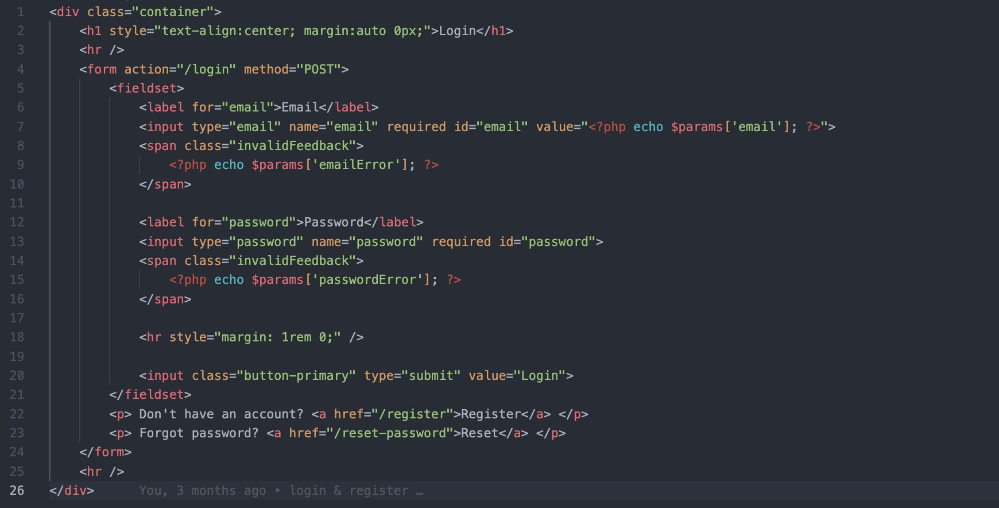 1 <div class="container">
2 <h1 style="text-align:center; margin:auto 0px;">Login</h1>
3 <hr />
4 <form action="/login" method="POST">
5 <fieldset>
6 <label for="email">Email</label>
7 <input type="email" name="email" required id="email" value="<?php echo $params['email']; ?>">
8 <span class="invalidFeedback">
9 <?php echo $params['emailError']; ?>
10 </span>
11
12 <label for="password">Password</label>
13 <input type="password" name="password" required id="password">
14 <span class="invalidFeedback">
15 <?php echo $params['passwordError']; ?>
16 </span>
17
18 <hr style="margin: 1rem 0;" />
19
20 <input class="button-primary" type="submit" value="Login">
21 </fieldset>
22 <p> Don't have an account? <a href="/register">Register</a> </p>
23 <p> Forgot password? <a href="/reset-password">Reset</a> </p>
24 </form>
25 <hr />
26 </div> You, 3 months ago • login & register …